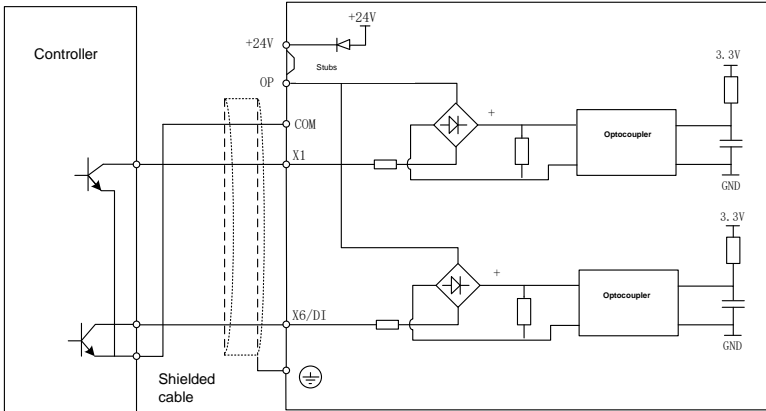 Controller
+24V
+24V
Stubs
OP
COM
X1
+
Optocoupler
3.3V
GND
X6/DI
+
Optocoupler
3.3V
GND
Shielded
cable